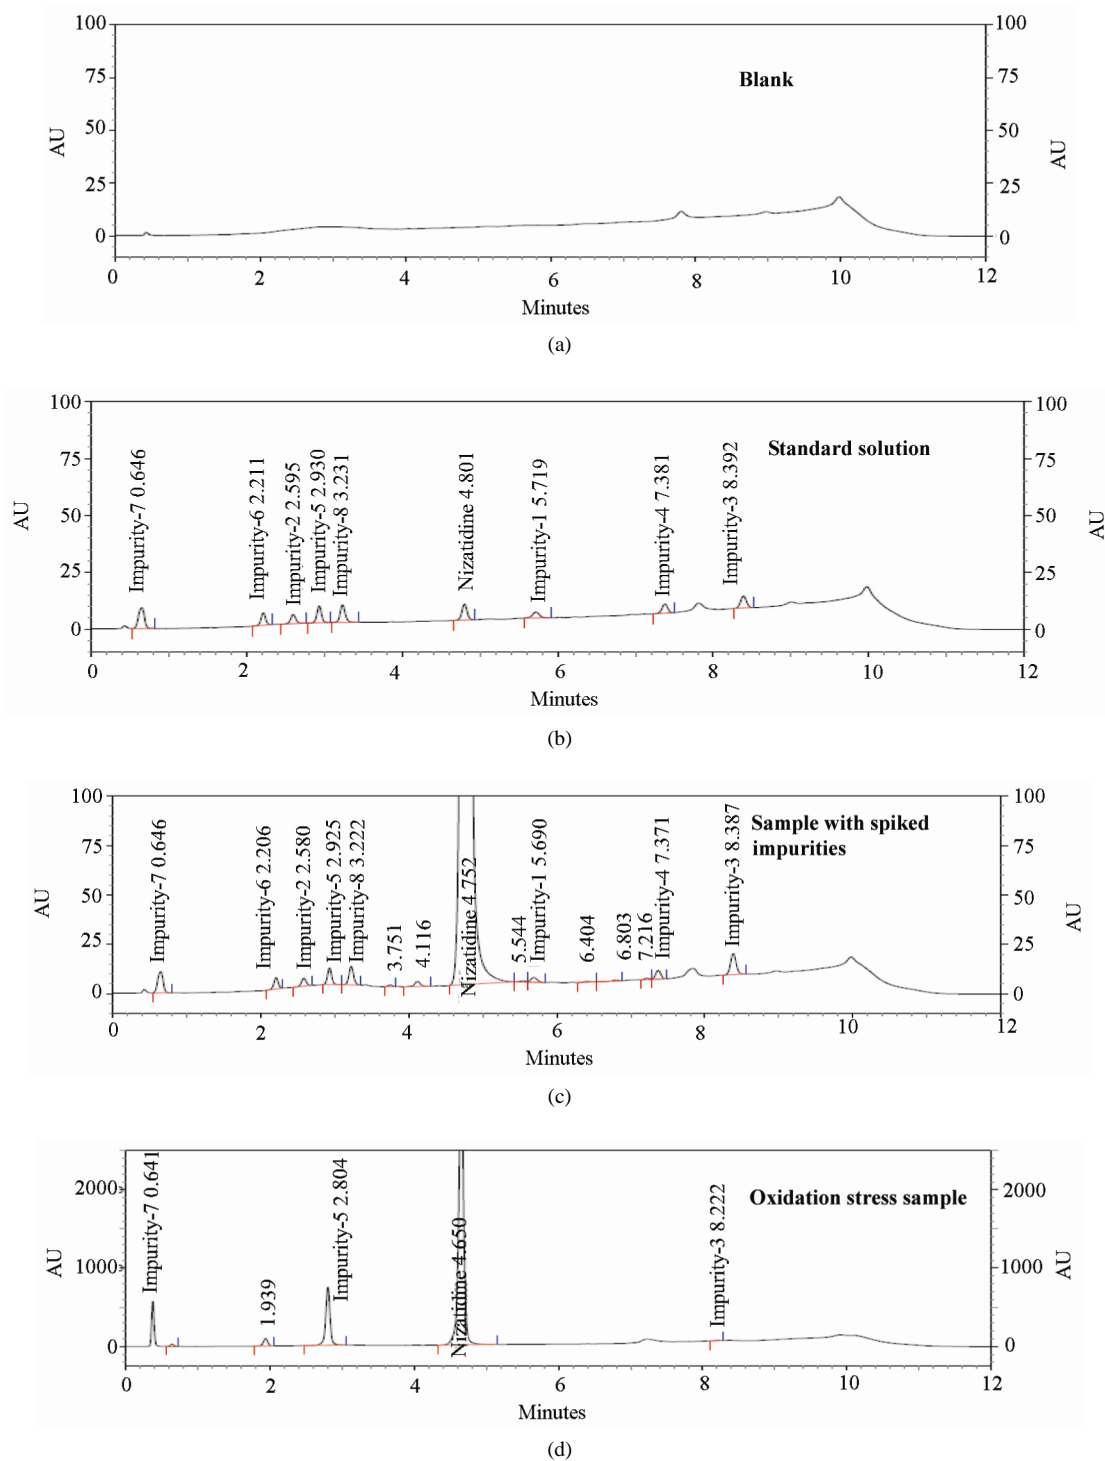 100
100
75
75
Blank
50
50
AU
AU
25
25
0
0
0 2 4 6 8 10 12
Minutes
(a)
100
100
75
75
Standard solution
50
50
AU
AU
25
25
0
0
Impurity-7 0.646
Impurity-6 2.211
Impurity-2 2.595
Impurity-5 2.930
Impurity-8 3.231
Nizatidine 4.801
Impurity-1 5.719
Impurity-4 7.381
Impurity-3 8.392
0 2 4 6 8 10 12
Minutes
(b)
100
100
75
75
Sample with spiked
impurities
50
50
AU
AU
25
25
0
0
Impurity-7 0.646
Impurity-6 2.206
Impurity-2 2.580
Impurity-5 2.925
Impurity-8 3.222
3.751
4.116
Nizatidine 4.752
5.544
Impurity-1 5.690
6.404
6.803
7.216
Impurity-4 7.371
Impurity-3 8.387
0 2 4 6 8 10 12
Minutes
(c)
2000
2000
Oxidation stress sample
1000
1000
AU
AU
0
0
Impurity-7 0.641
1.939
Impurity-5 2.804
Nizatidine 4.650
Impurity-3 8.222
0 2 4 6 8 10 12
Minutes
(d)